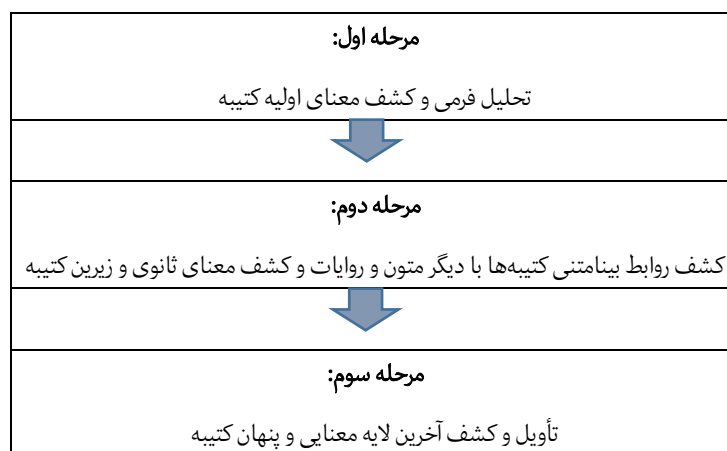 مرحله اول:
تحلیل فرمی و کشف معنای اولیه کتیبه
مرحله دوم:
کشف روابط بینامتنی کتیبه‌ها با دیگر متون و روایات و کشف معنای ثانوی و زیرین کتیبه
مرحله سوم:
تأویل و کشف آخرین لایه معنایی و پنهان کتیبه